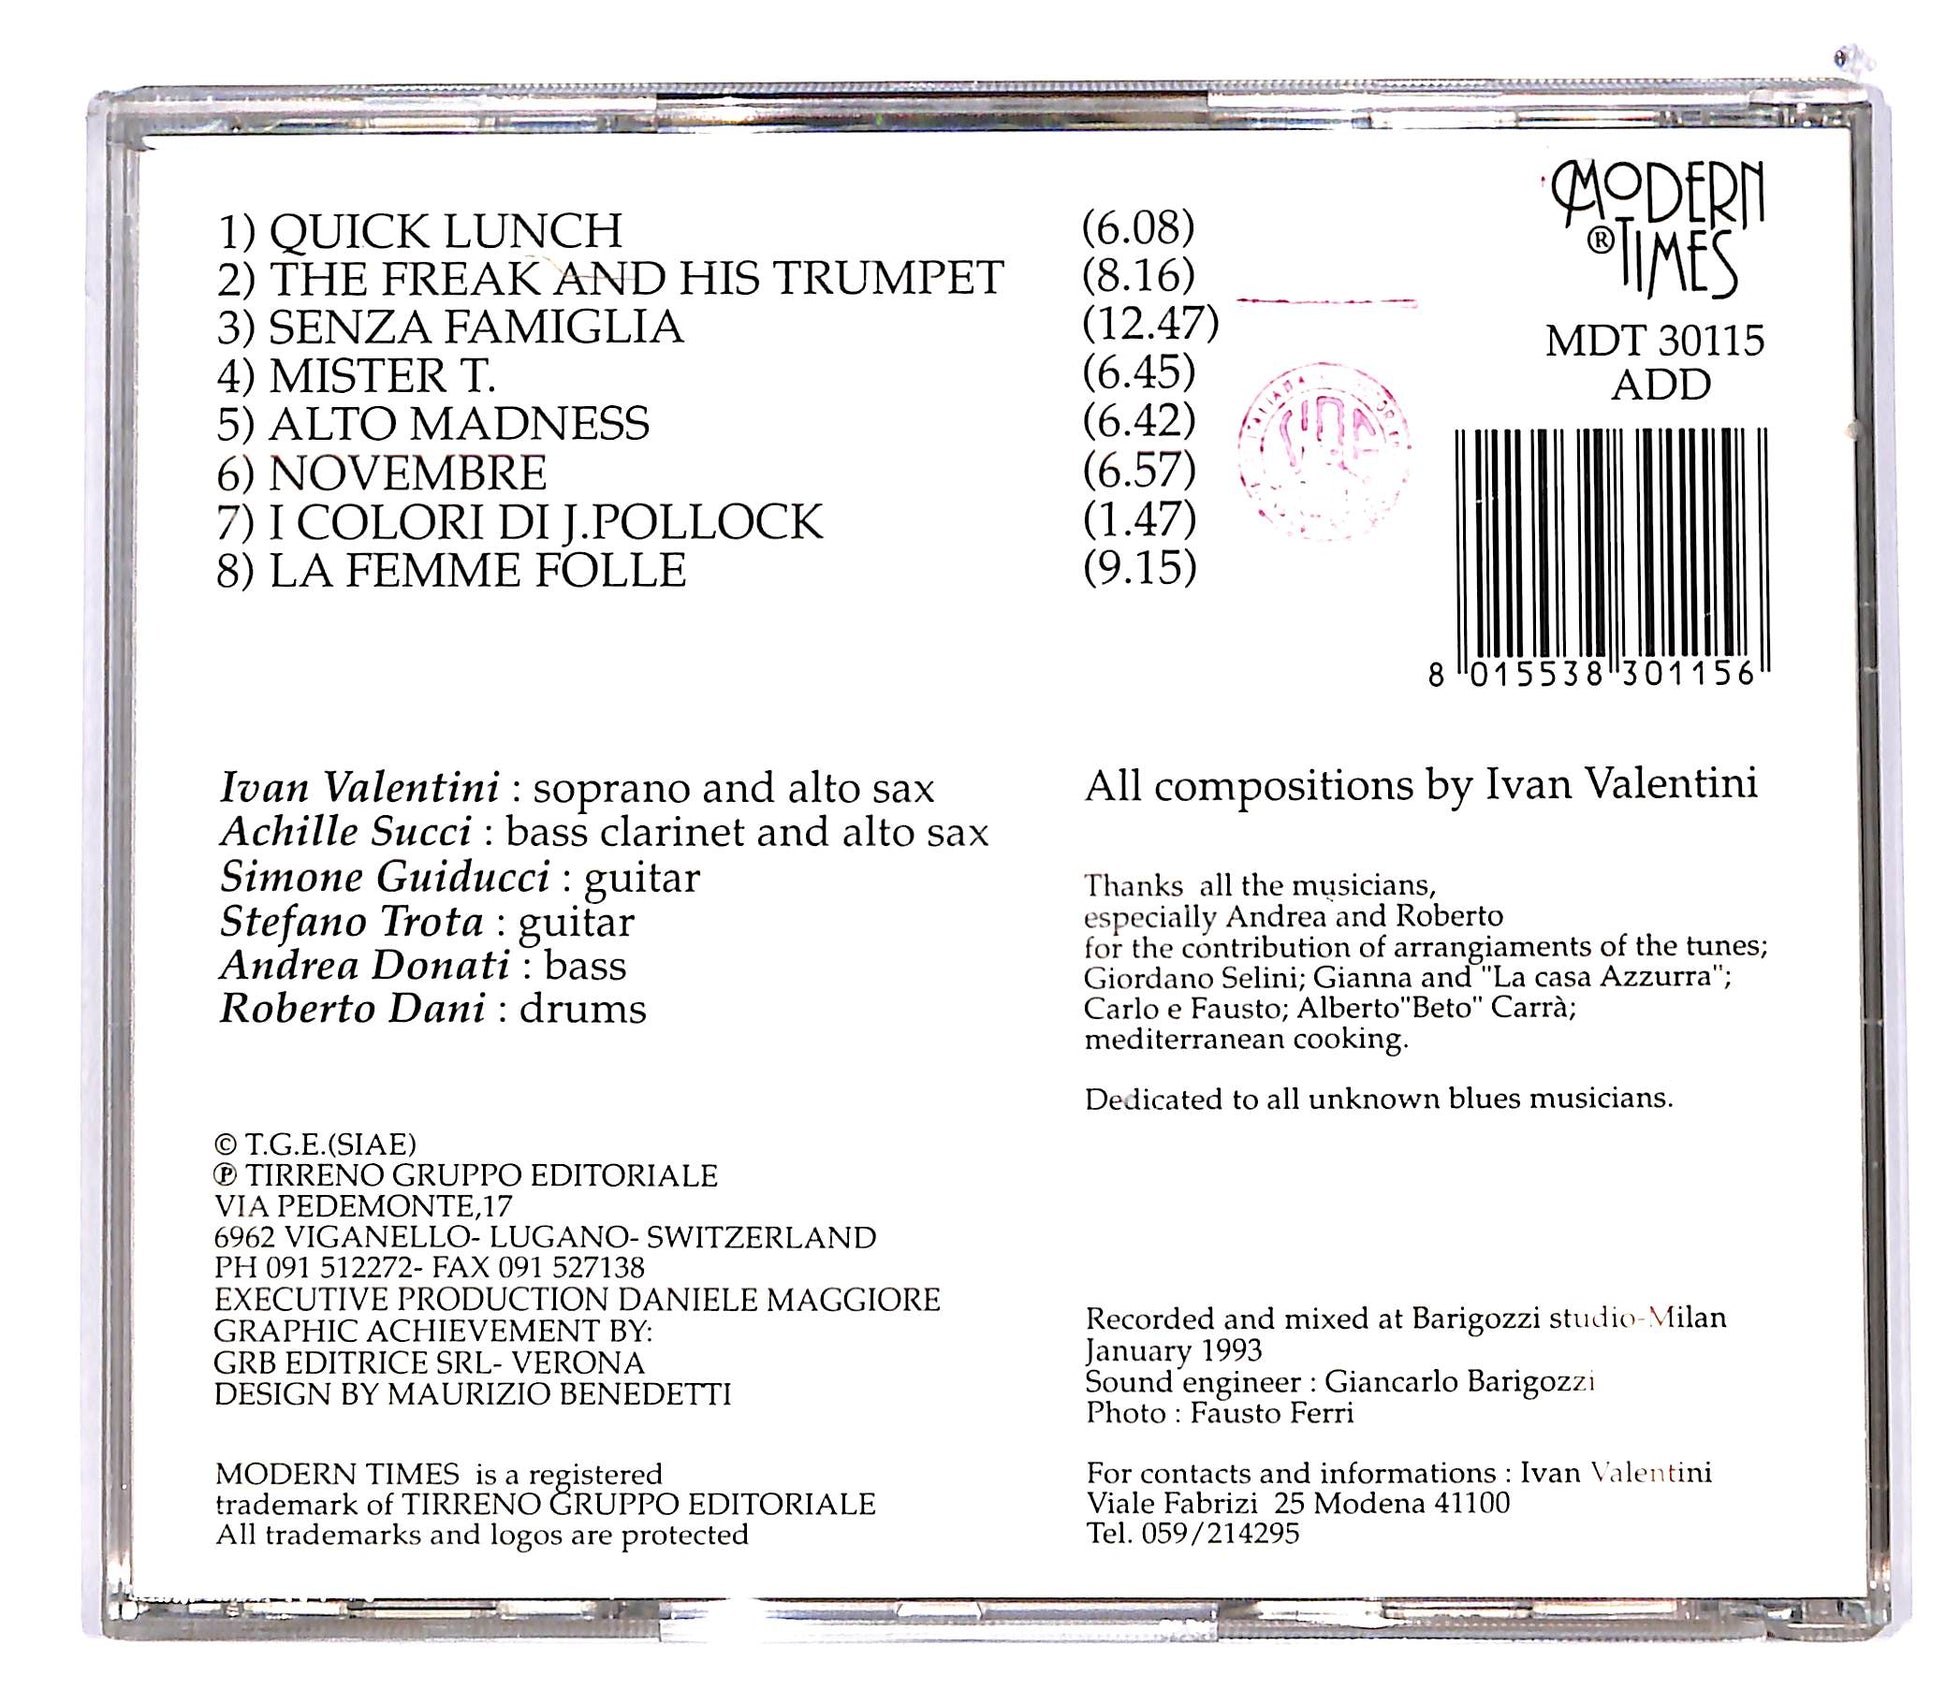 1) QUICK LUNCH (6.08)
2) THE FREAK AND HIS TRUMPET (8.16)
3) SENZA FAMIGLIA (12.47)
4) MISTER T. (6.45)
5) ALTO MADNESS (6.42)
6) NOVEMBRE (6.57)
7) I COLORI DI J.POLLOCK (1.47)
8) LA FEMME FOLLE (9.15)
MODERN
® TIMES
MDT 30115
ADD
8 015538 301156
Ivan Valentini : soprano and alto sax
Achille Succi : bass clarinet and alto sax
Simone Guiducci : guitar
Stefano Trota : guitar
Andrea Donati : bass
Roberto Dani : drums
All compositions by Ivan Valentini
Thanks all the musicians,
especially Andrea and Roberto
for the contribution of arrangiaments of the tunes;
Giordano Selini; Gianna and "La casa Azzurra";
Carlo e Fausto; Alberto"Beto" Carrà;
mediterranean cooking.
Dedicated to all unknown blues musicians.
© T.G.E.(SIAE)
℗ TIRRENO GRUPPO EDITORIALE
VIA PEDEMONTE,17
6962 VIGANELLO- LUGANO- SWITZERLAND
PH 091 512272- FAX 091 527138
EXECUTIVE PRODUCTION DANIELE MAGGIORE
GRAPHIC ACHIEVEMENT BY:
GRB EDITRICE SRL- VERONA
DESIGN BY MAURIZIO BENEDETTI
MODERN TIMES is a registered
trademark of TIRRENO GRUPPO EDITORIALE
All trademarks and logos are protected
Recorded and mixed at Barigozzi studio-Milan
January 1993
Sound engineer : Giancarlo Barigozzi
Photo : Fausto Ferri
For contacts and informations : Ivan Valentini
Viale Fabrizi 25 Modena 41100
Tel. 059/214295